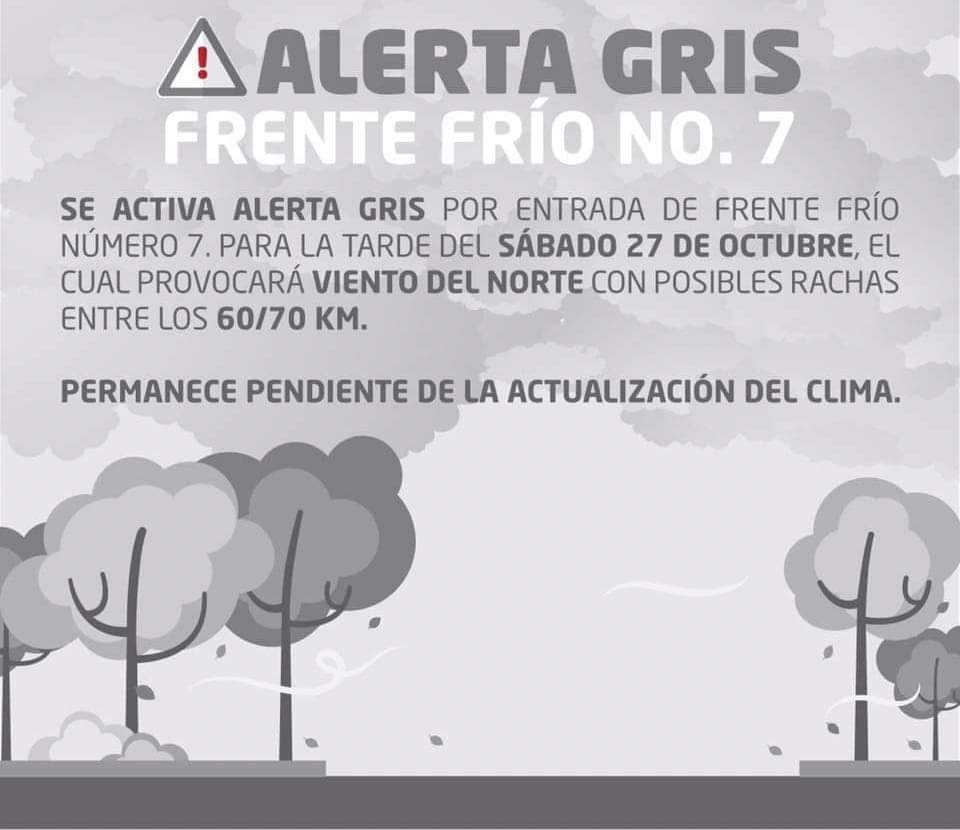 ALERTA GRIS
FRENTE FRÍO NO. 7
SE ACTIVA ALERTA GRIS POR ENTRADA DE FRENTE FRÍO
NÚMERO 7. PARA LA TARDE DEL SÁBADO 27 DE OCTUBRE, EL
CUAL PROVOCARÁ VIENTO DEL NORTE CON POSIBLES RACHAS
ENTRE LOS 60/70 KM.
PERMANECE PENDIENTE DE LA ACTUALIZACIÓN DEL CLIMA.